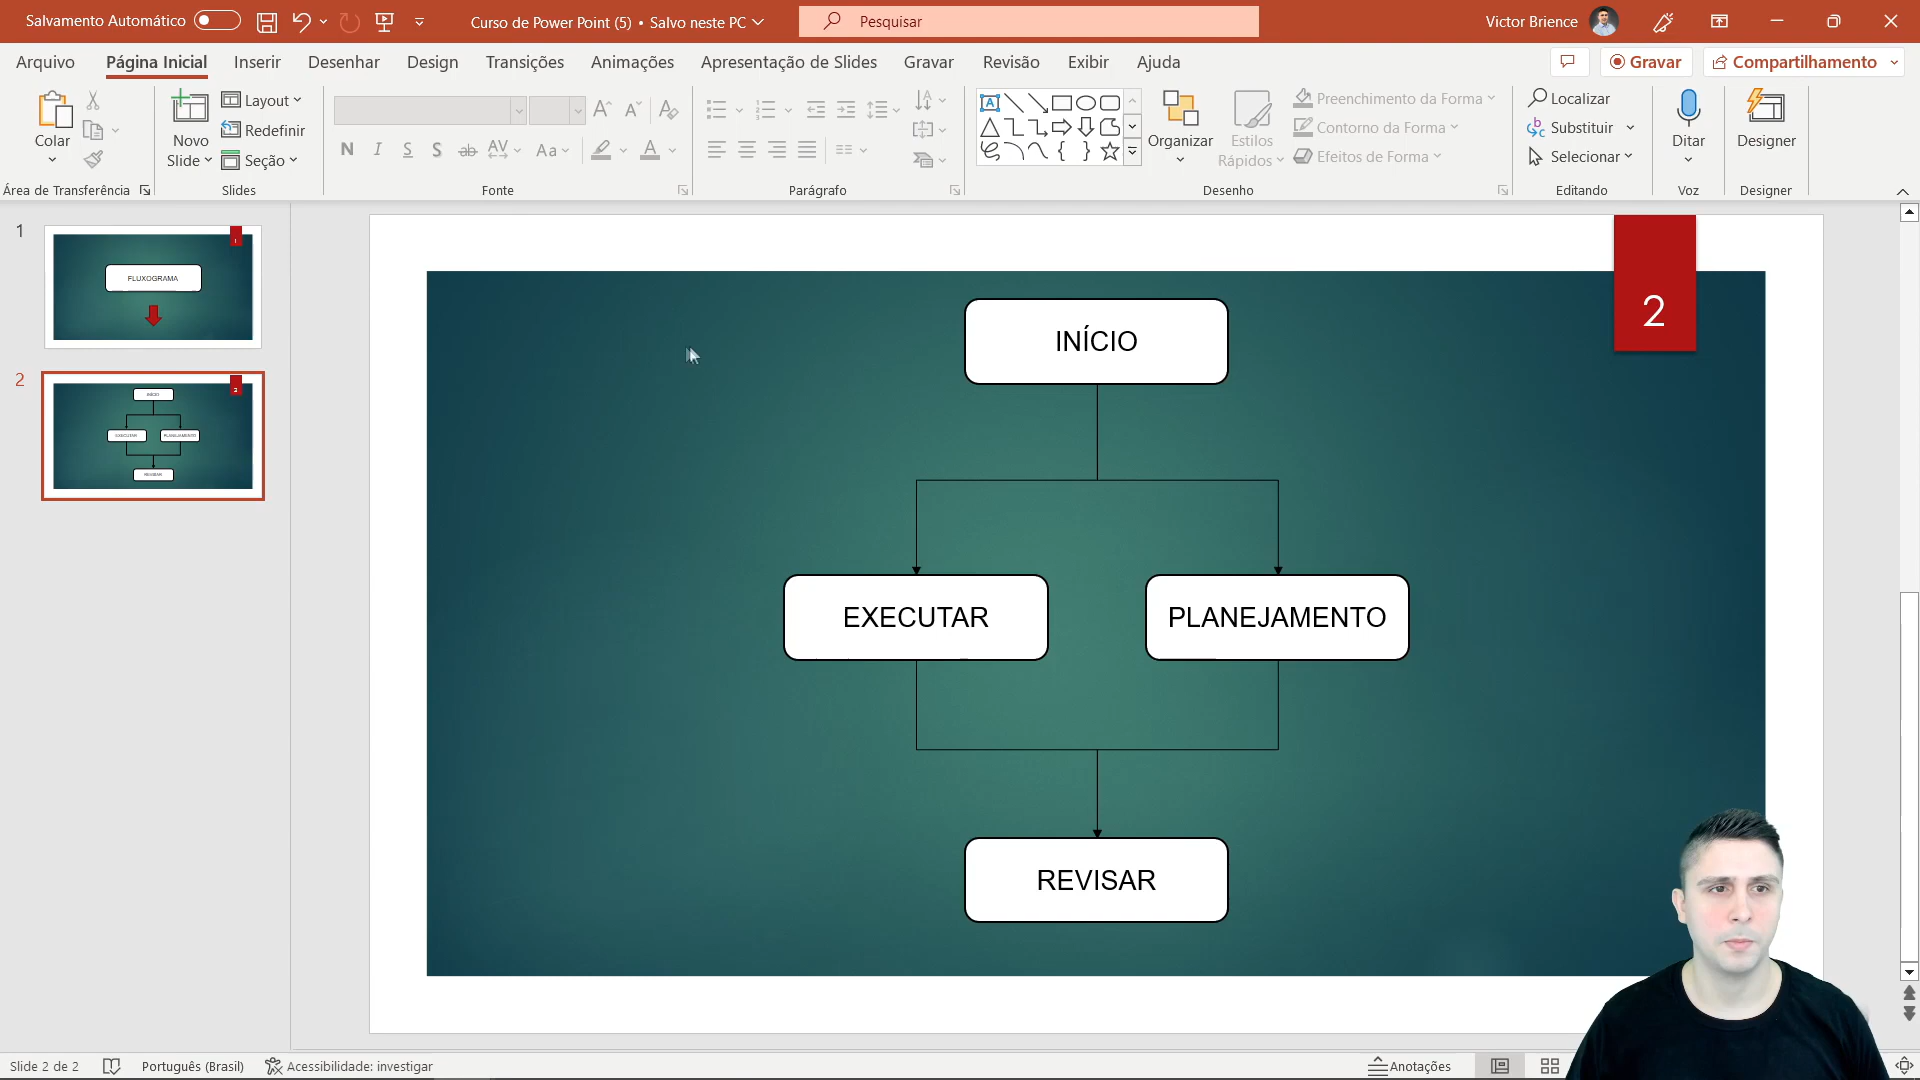 Salvamento Automático
Curso de Power Point (5) • Salvo neste PC
Pesquisar
Victor Brience
Arquivo
Página Inicial
Inserir
Desenhar
Design
Transições
Animações
Apresentação de Slides
Gravar
Revisão
Exibir
Ajuda
Gravar
Compartilhamento
Colar
Área de Transferência
Novo
Slide
Layout
Redefinir
Seção
Slides
N I S S ab AV Aa A
Fonte
Parágrafo
A
Organizar
Estilos
Rápidos
Preenchimento da Forma
Contorno da Forma
Efeitos de Forma
Desenho
Localizar
Substituir
Selecionar
Editando
Ditar
Voz
Designer
Designer
1
FLUXOGRAMA
2
INÍCIO
EXECUTAR
PLANEJAMENTO
REVISAR
2
INÍCIO
EXECUTAR
PLANEJAMENTO
REVISAR
Slide 2 de 2
Português (Brasil)
Acessibilidade: investigar
Anotações